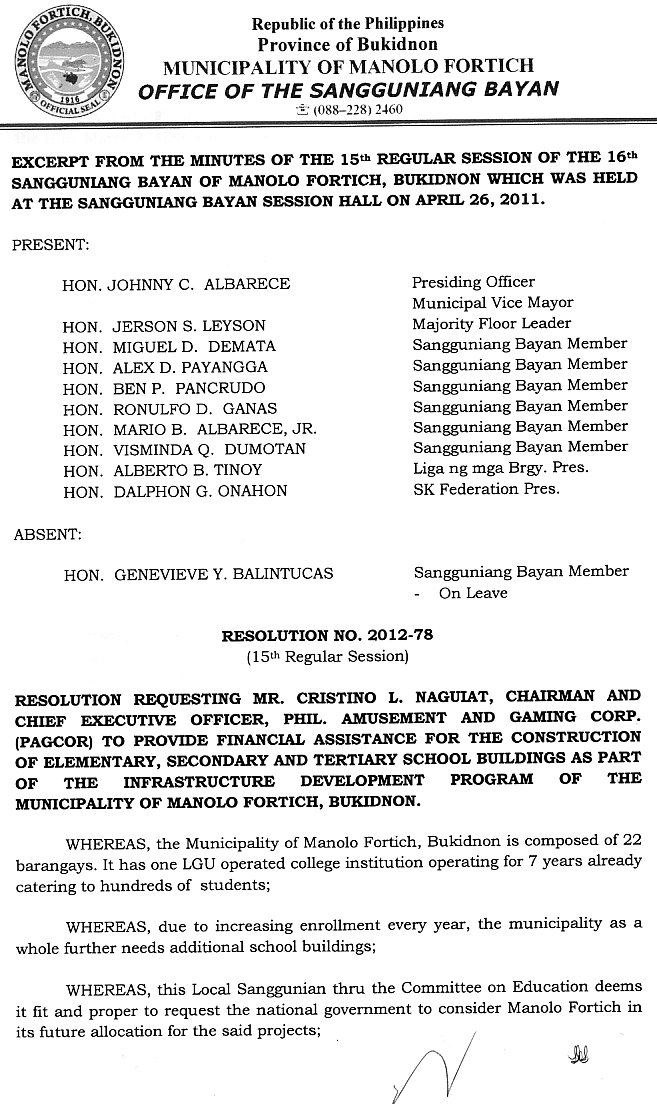 MANOLO FORTICH, BUKIDNON
1916
OFFICIAL SEAL
Republic of the Philippines
Province of Bukidnon
MUNICIPALITY OF MANOLO FORTICH
OFFICE OF THE SANGGUNIANG BAYAN
☏ (088–228) 2460
EXCERPT FROM THE MINUTES OF THE 15th REGULAR SESSION OF THE 16th
SANGGUNIANG BAYAN OF MANOLO FORTICH, BUKIDNON WHICH WAS HELD
AT THE SANGGUNIANG BAYAN SESSION HALL ON APRIL 26, 2011.
PRESENT:
HON. JOHNNY C. ALBARECE Presiding Officer
Municipal Vice Mayor
HON. JERSON S. LEYSON Majority Floor Leader
HON. MIGUEL D. DEMATA Sangguniang Bayan Member
HON. ALEX D. PAYANGGA Sangguniang Bayan Member
HON. BEN P. PANCRUDO Sangguniang Bayan Member
HON. RONULFO D. GANAS Sangguniang Bayan Member
HON. MARIO B. ALBARECE, JR. Sangguniang Bayan Member
HON. VISMINDA Q. DUMOTAN Sangguniang Bayan Member
HON. ALBERTO B. TINOY Liga ng mga Brgy. Pres.
HON. DALPHON G. ONAHON SK Federation Pres.
ABSENT:
HON. GENEVIEVE Y. BALINTUCAS Sangguniang Bayan Member
- On Leave
RESOLUTION NO. 2012-78
(15th Regular Session)
RESOLUTION REQUESTING MR. CRISTINO L. NAGUIAT, CHAIRMAN AND
CHIEF EXECUTIVE OFFICER, PHIL. AMUSEMENT AND GAMING CORP.
(PAGCOR) TO PROVIDE FINANCIAL ASSISTANCE FOR THE CONSTRUCTION
OF ELEMENTARY, SECONDARY AND TERTIARY SCHOOL BUILDINGS AS PART
OF THE INFRASTRUCTURE DEVELOPMENT PROGRAM OF THE
MUNICIPALITY OF MANOLO FORTICH, BUKIDNON.
WHEREAS, the Municipality of Manolo Fortich, Bukidnon is composed of 22
barangays. It has one LGU operated college institution operating for 7 years already
catering to hundreds of students;
WHEREAS, due to increasing enrollment every year, the municipality as a
whole further needs additional school buildings;
WHEREAS, this Local Sanggunian thru the Committee on Education deems
it fit and proper to request the national government to consider Manolo Fortich in
its future allocation for the said projects;